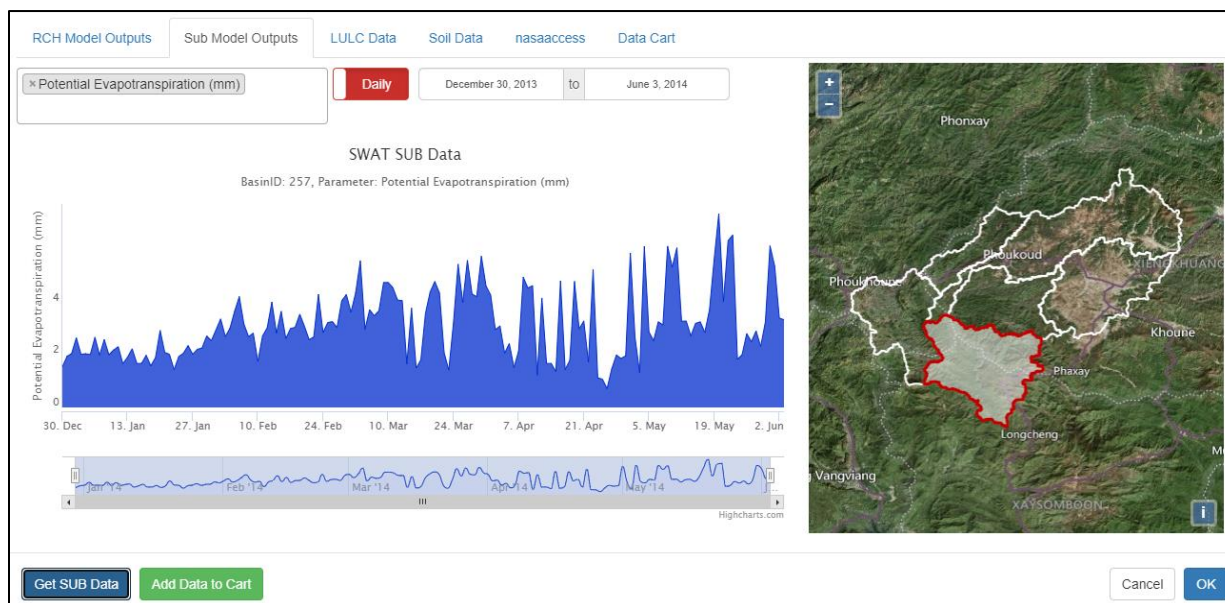 RCH Model Outputs Sub Model Outputs LULC Data Soil Data nasaaccess Data Cart
×Potential Evapotranspiration (mm) Daily December 30, 2013 to June 3, 2014
SWAT SUB Data
BasinID: 257, Parameter: Potential Evapotranspiration (mm)
Potential Evapotranspiration (mm)
4
2
0
30. Dec 13. Jan 27. Jan 10. Feb 24. Feb 10. Mar 24. Mar 7. Apr 21. Apr 5. May 19. May 2. Jun
Jan '14 Feb '14 Mar '14 Apr '14 May '14
Highcharts.com
+
−
Phonxay
Phoukoud
XIENGKHUANG
Phoukhoune
Khoune
Phaxay
Longcheng
Vangviang
XAYSOMBOON
i
Get SUB Data Add Data to Cart Cancel OK